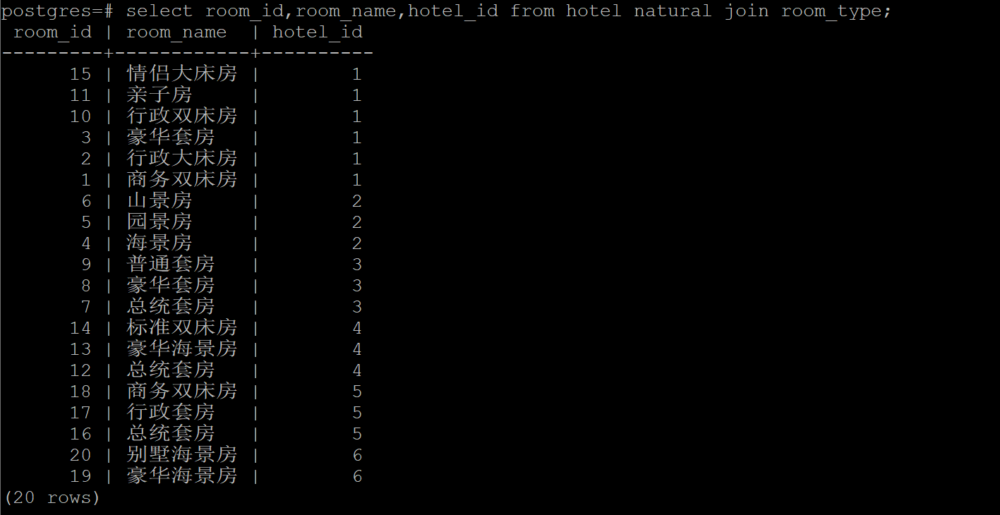 postgres=# select room_id,room_name,hotel_id from hotel natural join room_type;
 room_id | room_name  | hotel_id
---------+------------+----------
      15 | 情侣大床房 |        1
      11 | 亲子房     |        1
      10 | 行政双床房 |        1
       3 | 豪华套房   |        1
       2 | 行政大床房 |        1
       1 | 商务双床房 |        1
       6 | 山景房     |        2
       5 | 园景房     |        2
       4 | 海景房     |        2
       9 | 普通套房   |        3
       8 | 豪华套房   |        3
       7 | 总统套房   |        3
      14 | 标准双床房 |        4
      13 | 豪华海景房 |        4
      12 | 总统套房   |        4
      18 | 商务双床房 |        5
      17 | 行政套房   |        5
      16 | 总统套房   |        5
      20 | 别墅海景房 |        6
      19 | 豪华海景房 |        6
(20 rows)